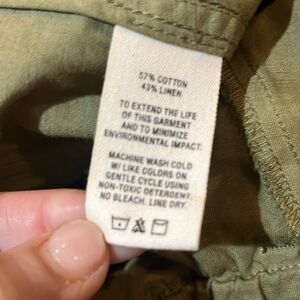 57% COTTON
43% LINEN
TO EXTEND THE LIFE
OF THIS GARMENT
AND TO MINIMIZE
ENVIRONMENTAL IMPACT:
MACHINE WASH COLD
W/ LIKE COLORS ON
GENTLE CYCLE USING
NON-TOXIC DETERGENT.
NO BLEACH. LINE DRY.